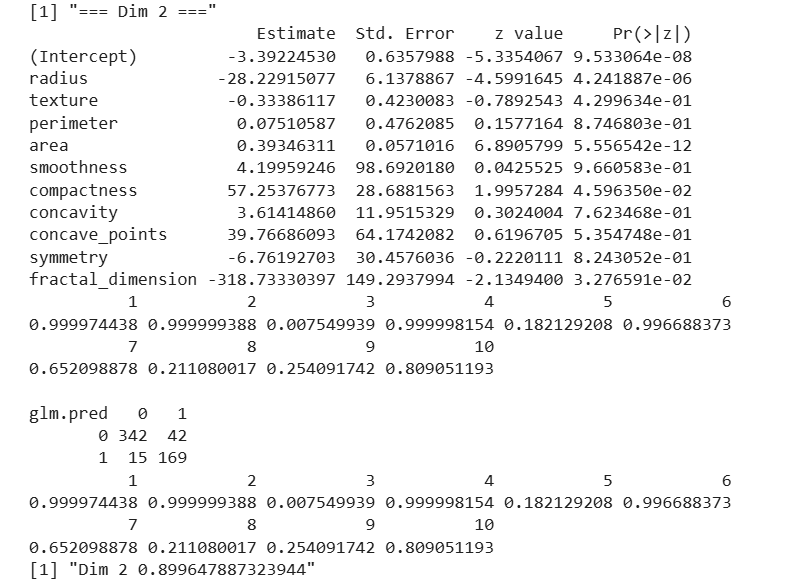 [1] "=== Dim 2 ==="
Estimate Std. Error z value Pr(>|z|)
(Intercept) -3.39224530 0.6357988 -5.3354067 9.533064e-08
radius -28.22915077 6.1378867 -4.5991645 4.241887e-06
texture -0.33386117 0.4230083 -0.7892543 4.299634e-01
perimeter 0.07510587 0.4762085 0.1577164 8.746803e-01
area 0.39346311 0.0571016 6.8905799 5.556542e-12
smoothness 4.19959246 98.6920180 0.0425525 9.660583e-01
compactness 57.25376773 28.6881563 1.9957284 4.596350e-02
concavity 3.61414860 11.9515329 0.3024004 7.623468e-01
concave_points 39.76686093 64.1742082 0.6196705 5.354748e-01
symmetry -6.76192703 30.4576036 -0.2220111 8.243052e-01
fractal_dimension -318.73330397 149.2937994 -2.1349400 3.276591e-02
1 2 3 4 5 6
0.999974438 0.999999388 0.007549939 0.999998154 0.182129208 0.996688373
7 8 9 10
0.652098878 0.211080017 0.254091742 0.809051193
glm.pred 0 1
0 342 42
1 15 169
1 2 3 4 5 6
0.999974438 0.999999388 0.007549939 0.999998154 0.182129208 0.996688373
7 8 9 10
0.652098878 0.211080017 0.254091742 0.809051193
[1] "Dim 2 0.899647887323944"